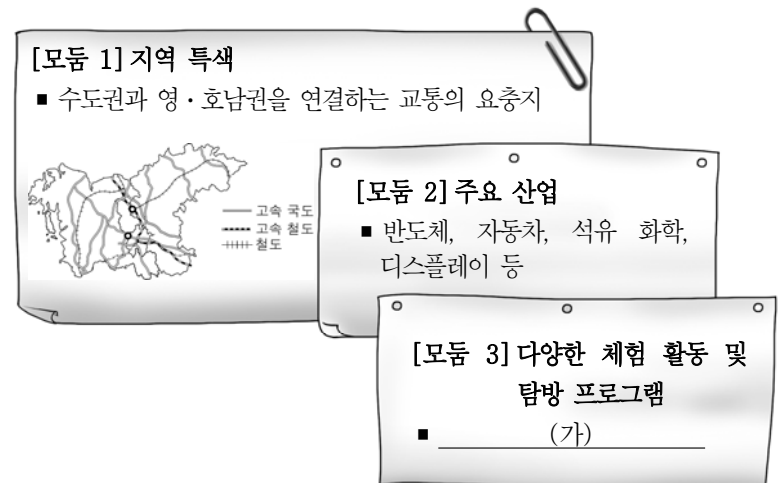 [모둠 1] 지역 특색
■ 수도권과 영·호남권을 연결하는 교통의 요충지
고속 국도
고속 철도
철도
[모둠 2] 주요 산업
■ 반도체, 자동차, 석유 화학,
디스플레이 등
[모둠 3] 다양한 체험 활동 및
탐방 프로그램
■ (가)